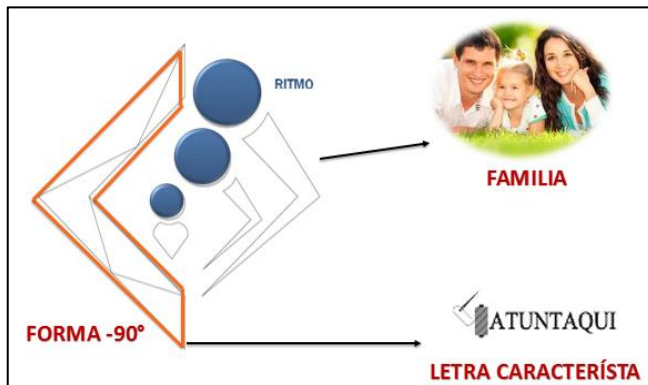 RITMO
FAMILIA
FORMA -90°
ATUNTAQUI
LETRA CARACTERÍSTA